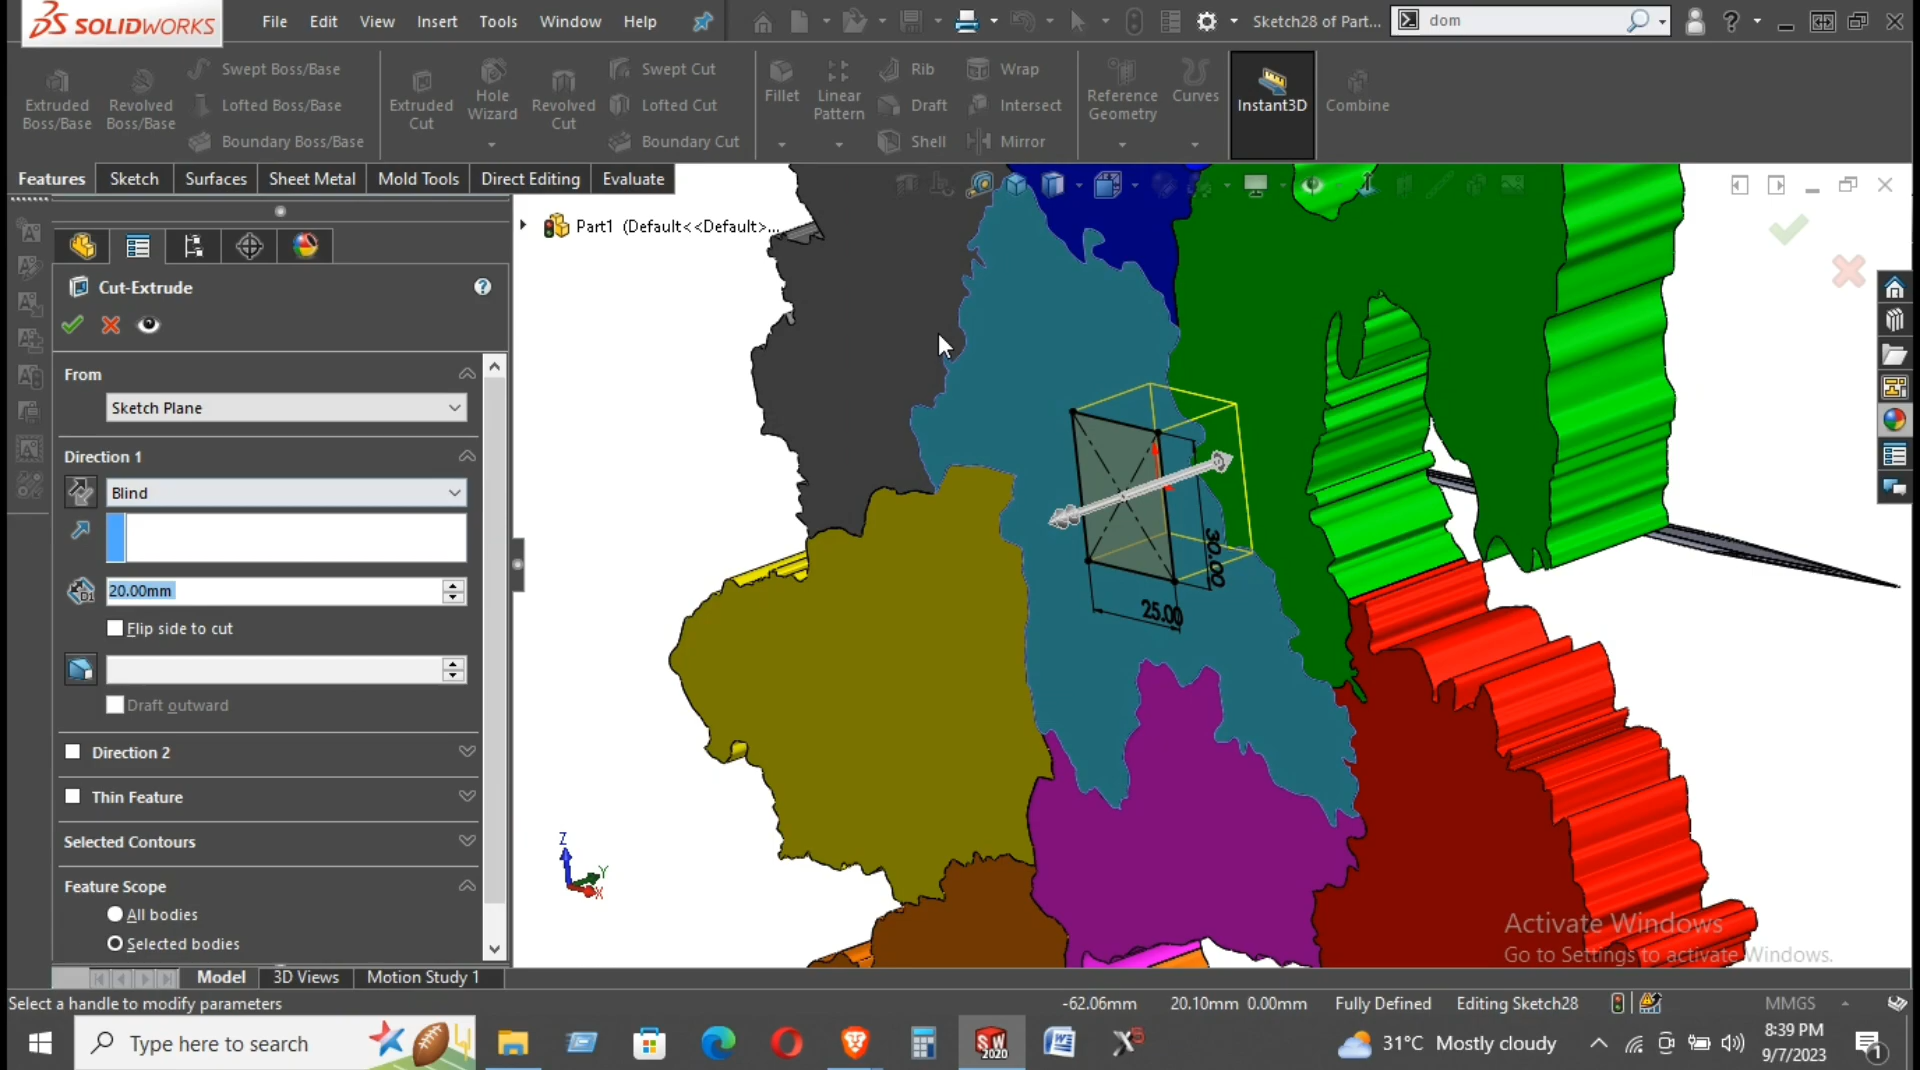 SOLIDWORKS
File Edit View Insert Tools Window Help
Sketch28 of Part... dom
Extruded Boss/Base
Revolved Boss/Base
Swept Boss/Base
Lofted Boss/Base
Boundary Boss/Base
Extruded Cut
Hole Wizard
Revolved Cut
Swept Cut
Lofted Cut
Boundary Cut
Fillet
Linear Pattern
Rib
Draft
Shell
Wrap
Intersect
Mirror
Reference Geometry
Curves
Instant3D
Combine
Features Sketch Surfaces Sheet Metal Mold Tools Direct Editing Evaluate
Part1 (Default<<Default>...
Cut-Extrude
From
Sketch Plane
Direction 1
Blind
20.00mm
Flip side to cut
Draft outward
Direction 2
Thin Feature
Selected Contours
Feature Scope
All bodies
Selected bodies
30.00
25.00
Z
Y
X
Activate Windows
Go to Settings to activate Windows.
Model 3D Views Motion Study 1
Select a handle to modify parameters
-62.06mm 20.10mm 0.00mm Fully Defined Editing Sketch28 MMGS
Type here to search
SW
2020
31°C Mostly cloudy
8:39 PM
9/7/2023
1